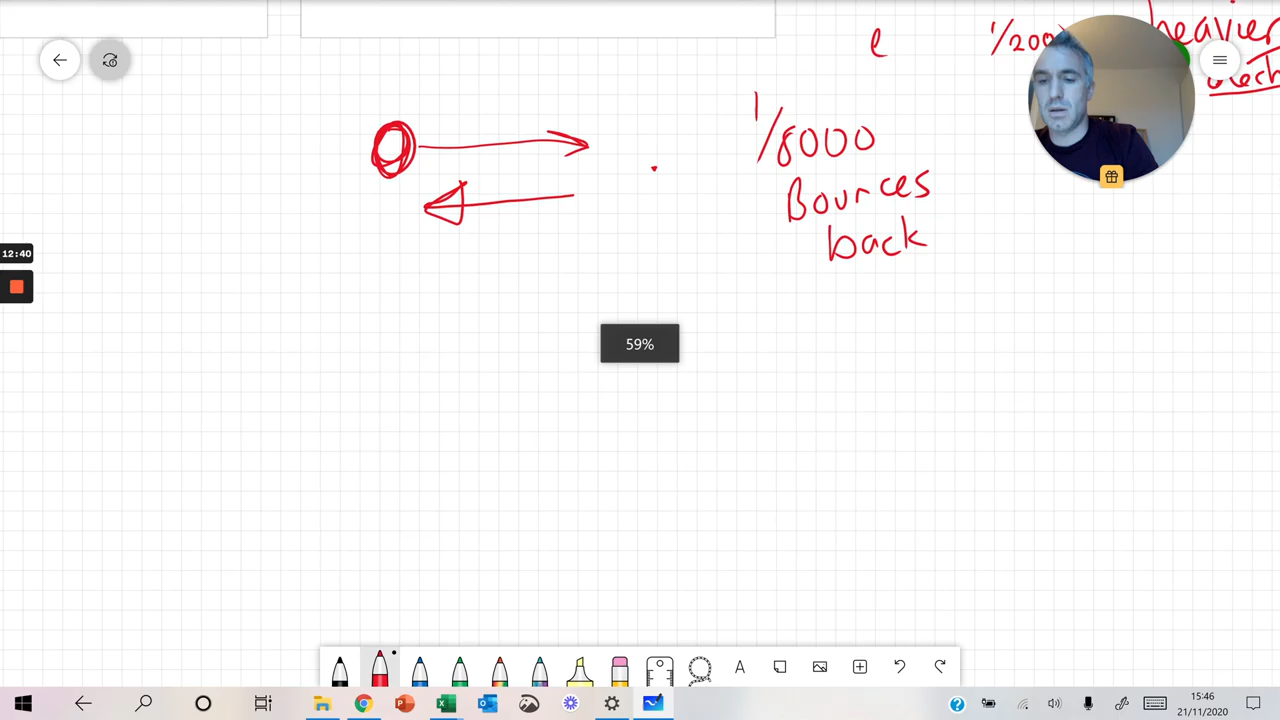 e 1/200 heavier
1/8000
Bounces
back
12:40
59%
A
15:46
21/11/2020